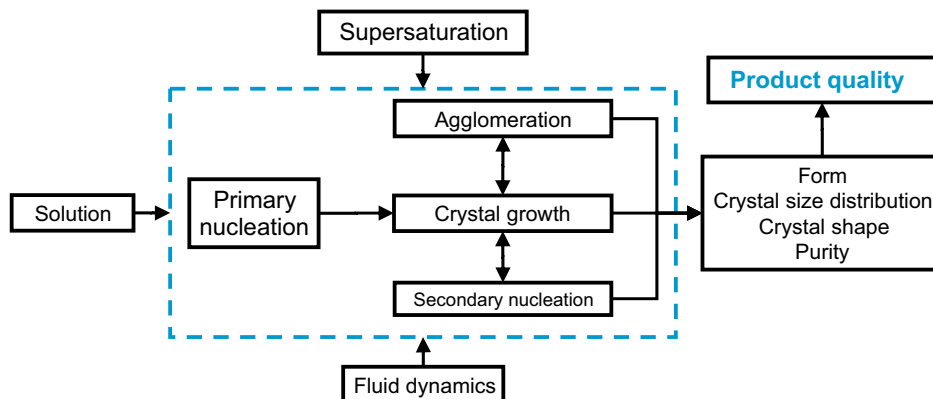 Supersaturation
Product quality
Agglomeration
Solution
Primary
nucleation
Crystal growth
Form
Crystal size distribution
Crystal shape
Purity
Secondary nucleation
Fluid dynamics